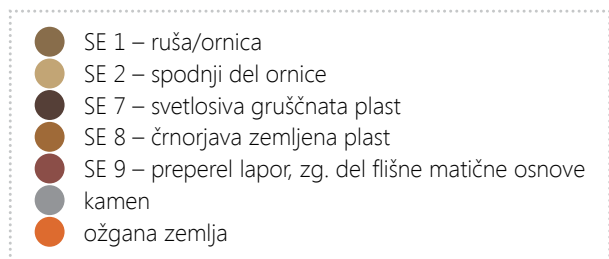 SE 1 – ruša/ornica
SE 2 – spodnji del ornice
SE 7 – svetlosiva gruščnata plast
SE 8 – črnorjava zemljena plast
SE 9 – preperel lapor, zg. del flišne matične osnove
kamen
ožgana zemlja